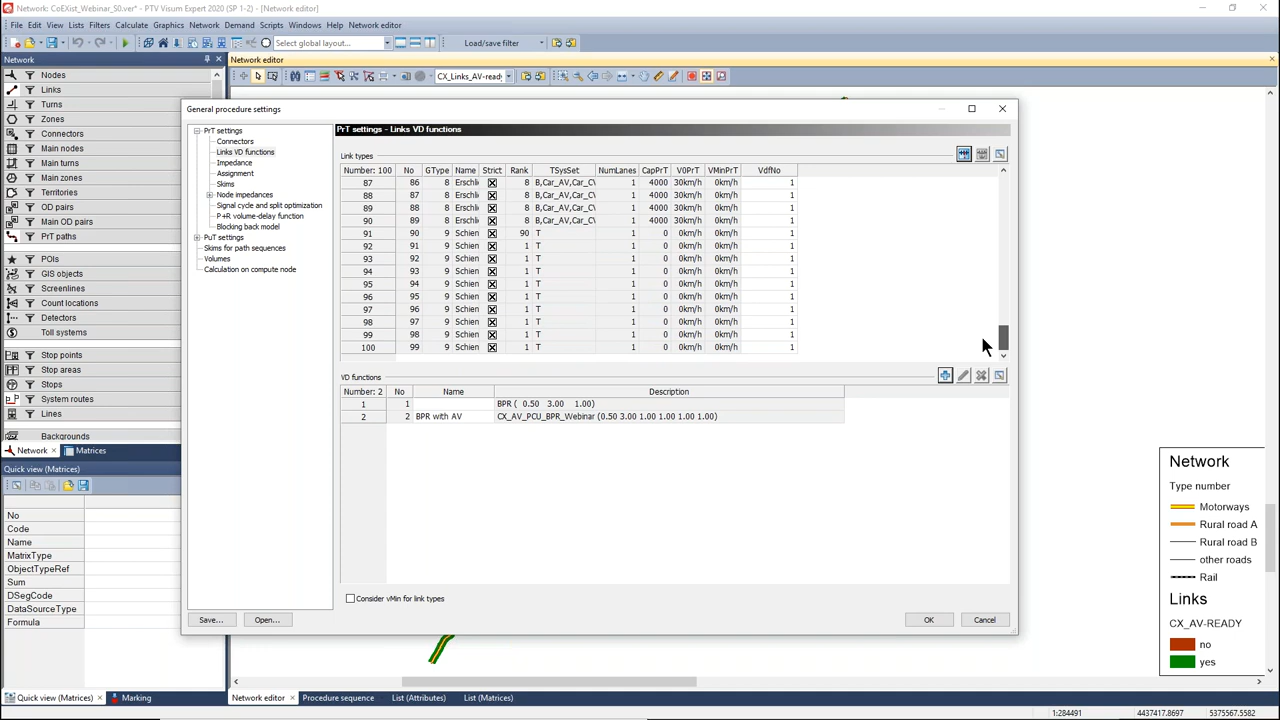 Network: CoEXist_Webinar_S0.ver* - PTV Visum Expert 2020 (SP 1-2) - [Network editor]
File Edit View Lists Filters Calculate Graphics Network Demand Scripts Windows Help Network editor
Select global layout... Load/save filter
Network
Network editor
CX_Links_AV-ready
Nodes
Links
Turns
Zones
Connectors
Main nodes
Main turns
Main zones
Territories
OD pairs
Main OD pairs
PrT paths
POIs
GIS objects
Screenlines
Count locations
Detectors
Toll systems
Stop points
Stop areas
Stops
System routes
Lines
Backgrounds
Network Matrices
Quick view (Matrices)
No
Code
Name
MatrixType
ObjectTypeRef
Sum
DSegCode
DataSourceType
Formula
Quick view (Matrices) Marking
General procedure settings
PrT settings
Connectors
Links VD functions
Impedance
Assignment
Skims
Node impedances
Signal cycle and split optimization
P+R volume-delay function
Blocking back model
PuT settings
Skims for path sequences
Volumes
Calculation on compute node
PrT settings - Links VD functions
Link types
Number: 100 No GType Name Strict Rank TSysSet NumLanes CapPrT V0PrT VMinPrT VdfNo
87 86 8 Erschli 8 B,Car_AV,Car_CV 1 4000 30km/h 0km/h 1
88 87 8 Erschli 8 B,Car_AV,Car_CV 1 4000 30km/h 0km/h 1
89 88 8 Erschli 8 B,Car_AV,Car_CV 1 4000 30km/h 0km/h 1
90 89 8 Erschli 8 B,Car_AV,Car_CV 1 4000 30km/h 0km/h 1
91 90 9 Schien 90 T 1 0 0km/h 0km/h 1
92 91 9 Schien 1 T 1 0 0km/h 0km/h 1
93 92 9 Schien 1 T 1 0 0km/h 0km/h 1
94 93 9 Schien 1 T 1 0 0km/h 0km/h 1
95 94 9 Schien 1 T 1 0 0km/h 0km/h 1
96 95 9 Schien 1 T 1 0 0km/h 0km/h 1
97 96 9 Schien 1 T 1 0 0km/h 0km/h 1
98 97 9 Schien 1 T 1 0 0km/h 0km/h 1
99 98 9 Schien 1 T 1 0 0km/h 0km/h 1
100 99 9 Schien 1 T 1 0 0km/h 0km/h 1
VD functions
Number: 2 No Name Description
1 1 BPR ( 0.50 3.00 1.00)
2 2 BPR with AV CX_AV_PCU_BPR_Webinar (0.50 3.00 1.00 1.00 1.00 1.00)
Consider vMin for link types
Save... Open... OK Cancel
Network
Type number
Motorways
Rural road A
Rural road B
other roads
Rail
Links
CX_AV-READY
no
yes
Network editor Procedure sequence List (Attributes) List (Matrices)
1:284491 4437417.8697 5375567.5582